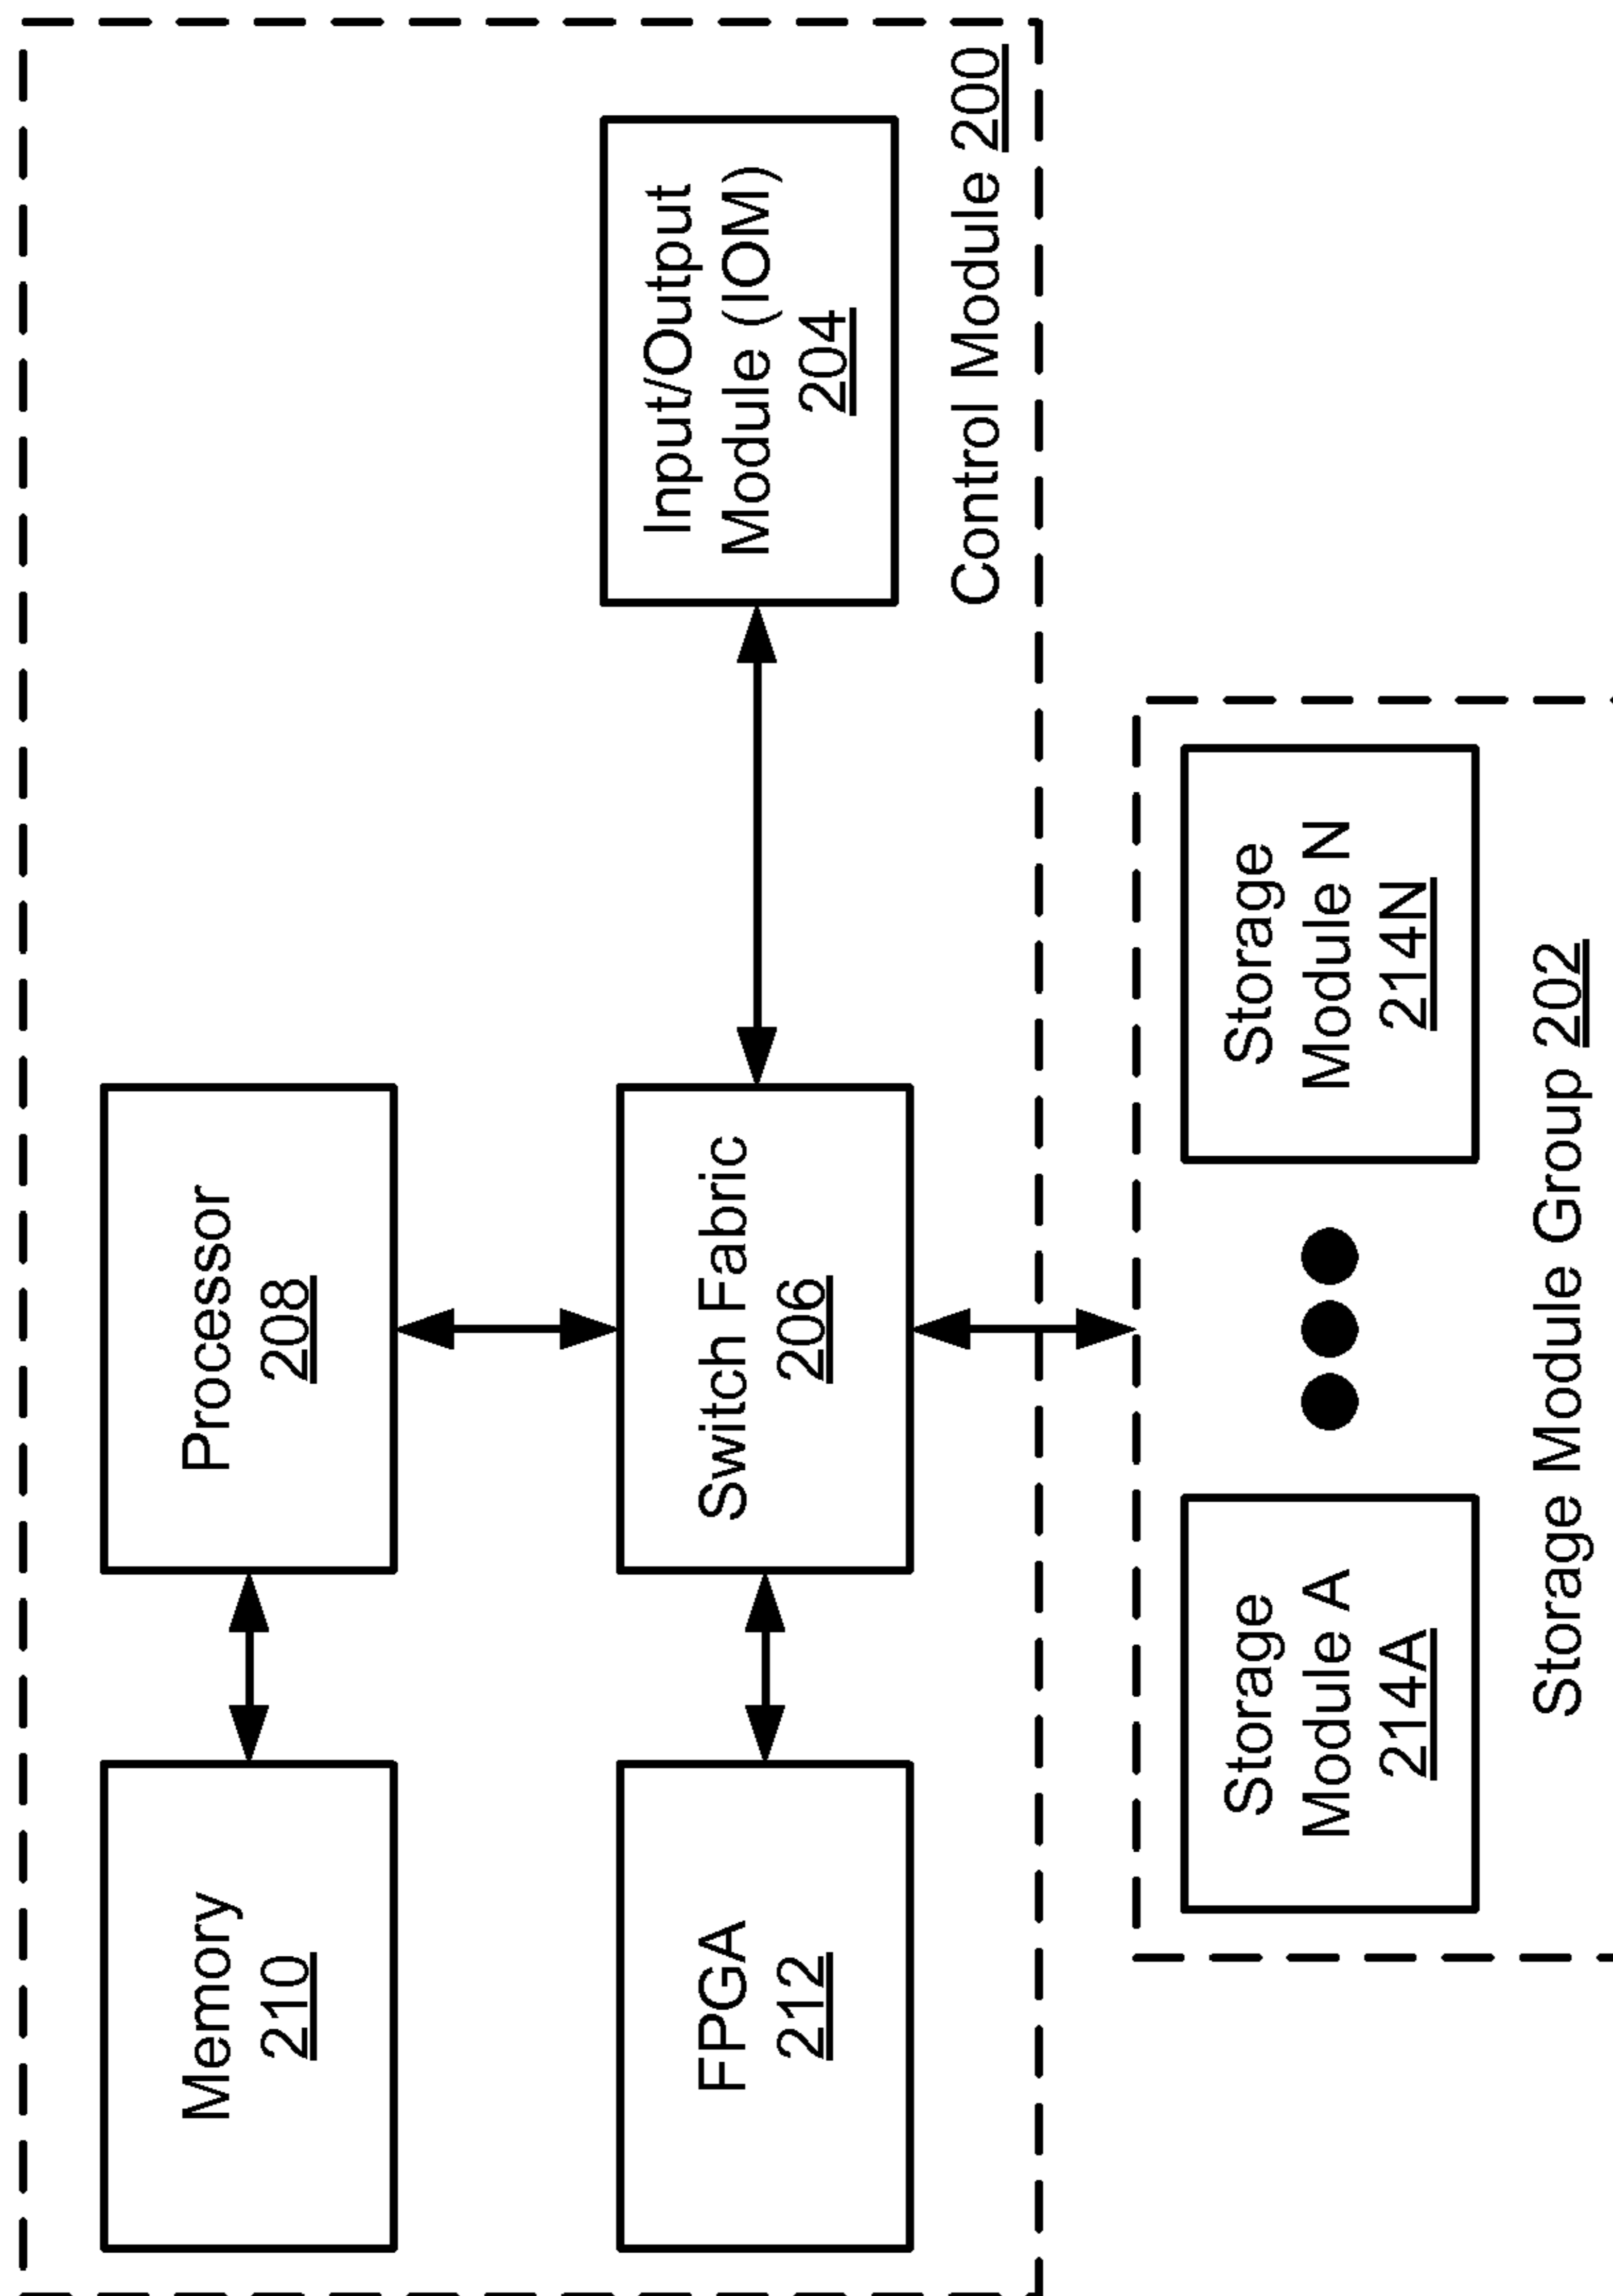 Memory
210
Processor
208
FPGA
212
Switch Fabric
206
Input/Output
Module (IOM)
204
Control Module 200
Storage
Module A
214A
Storage
Module N
214N
Storage Module Group 202